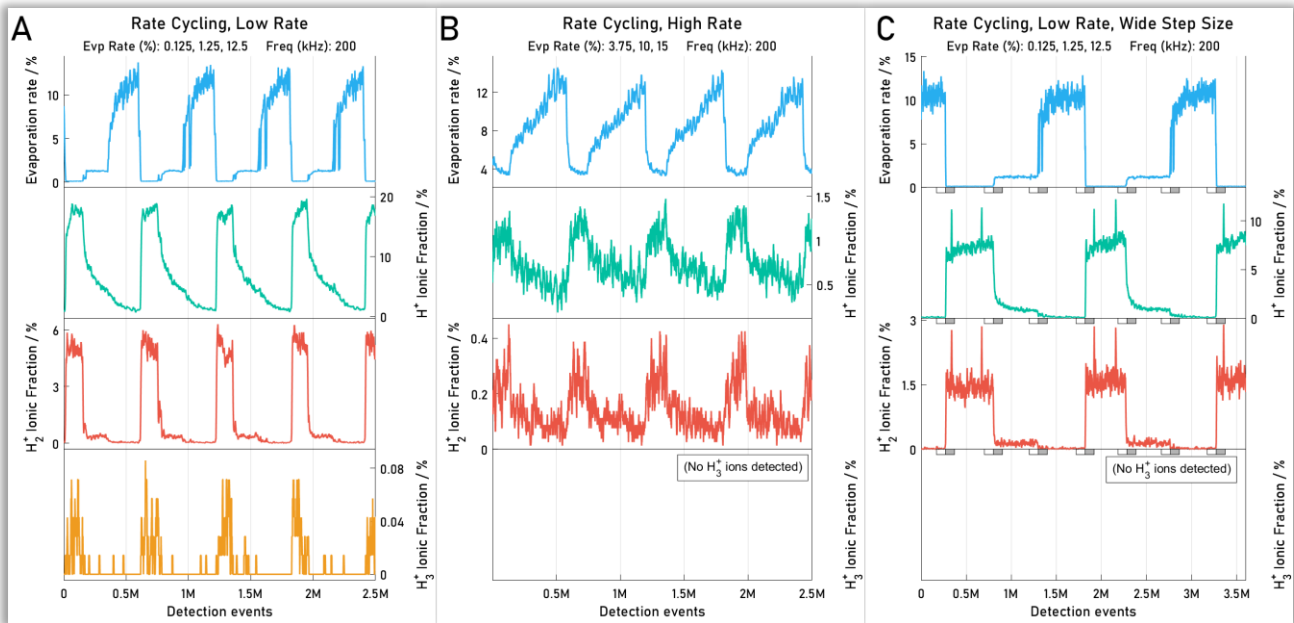 A
Rate Cycling, Low Rate
Evp Rate (%): 0.125, 1.25, 12.5 Freq (kHz): 200
Evaporation rate / %
10
5
0
H⁺ Ionic Fraction / %
20
10
0
H₂⁺ Ionic Fraction / %
6
3
0
H₃⁺ Ionic Fraction / %
0.08
0.04
0
0 0.5M 1M 1.5M 2M 2.5M
Detection events
B
Rate Cycling, High Rate
Evp Rate (%): 3.75, 10, 15 Freq (kHz): 200
Evaporation rate / %
12
8
4
H⁺ Ionic Fraction / %
1.5
1
0.5
H₂⁺ Ionic Fraction / %
0.4
0.2
0
(No H₃⁺ ions detected)
H₃⁺ Ionic Fraction / %
0.5M 1M 1.5M 2M 2.5M
Detection events
C
Rate Cycling, Low Rate, Wide Step Size
Evp Rate (%): 0.125, 1.25, 12.5 Freq (kHz): 200
Evaporation rate / %
15
10
5
0
H⁺ Ionic Fraction / %
10
5
0
H₂⁺ Ionic Fraction / %
3
1.5
0
(No H₃⁺ ions detected)
H₃⁺ Ionic Fraction / %
0.5M 1M 1.5M 2M 2.5M 3M 3.5M
Detection events